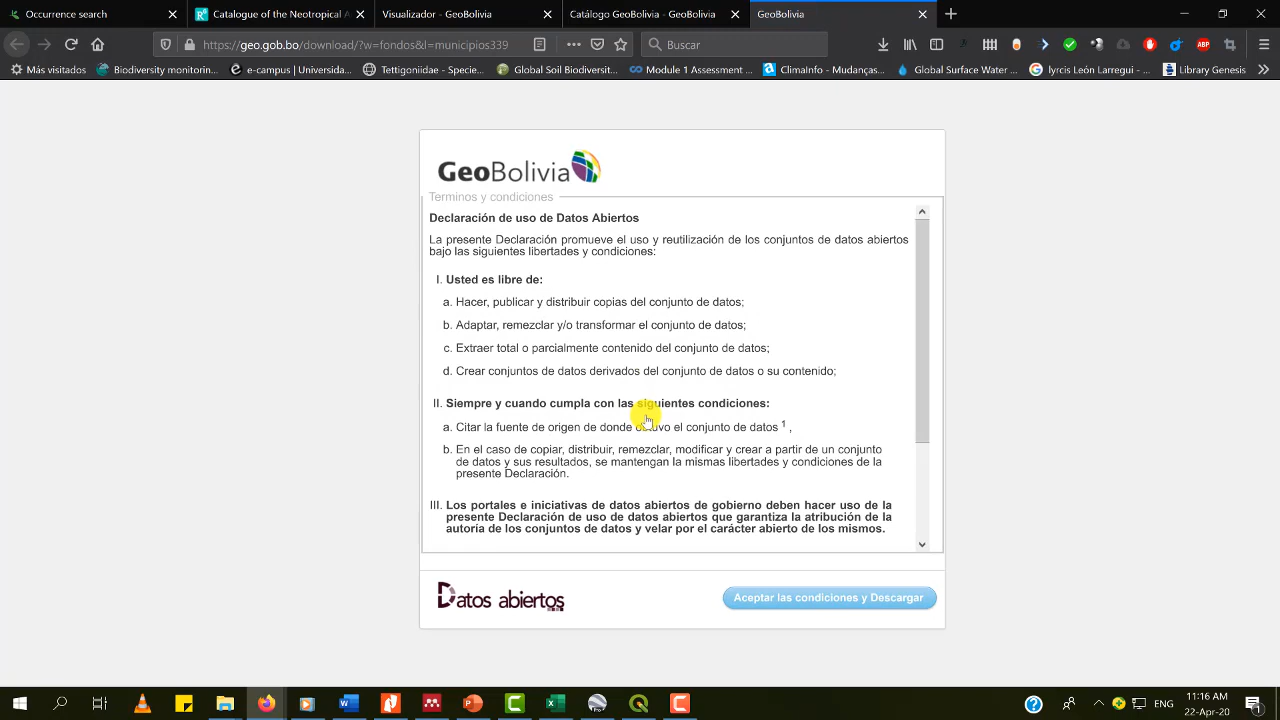 Occurrence search
Catalogue of the Neotropical A
Visualizador - GeoBolivia
Catálogo GeoBolivia - GeoBolivia
GeoBolivia
https://geo.gob.bo/download/?w=fondos&l=municipios339
Buscar
ABP
Más visitados
Biodiversity monitori...
e-campus | Universida...
Tettigoniidae - Specie...
Global Soil Biodiversit...
Module 1 Assessment ...
ClimaInfo - Mudanças...
Global Surface Water ...
lyrcis León Larregui - ...
Library Genesis
GeoBolivia
Terminos y condiciones
Declaración de uso de Datos Abiertos
La presente Declaración promueve el uso y reutilización de los conjuntos de datos abiertos
bajo las siguientes libertades y condiciones:
I. Usted es libre de:
a. Hacer, publicar y distribuir copias del conjunto de datos;
b. Adaptar, remezclar y/o transformar el conjunto de datos;
c. Extraer total o parcialmente contenido del conjunto de datos;
d. Crear conjuntos de datos derivados del conjunto de datos o su contenido;
II. Siempre y cuando cumpla con las siguientes condiciones:
a. Citar la fuente de origen de donde obtuvo el conjunto de datos 1 ,
b. En el caso de copiar, distribuir, remezclar, modificar y crear a partir de un conjunto
de datos y sus resultados, se mantengan la mismas libertades y condiciones de la
presente Declaración.
III. Los portales e iniciativas de datos abiertos de gobierno deben hacer uso de la
presente Declaración de uso de datos abiertos que garantiza la atribución de la
autoría de los conjuntos de datos y velar por el carácter abierto de los mismos.
Datos abiertos
Aceptar las condiciones y Descargar
ENG
11:16 AM
22-Apr-20